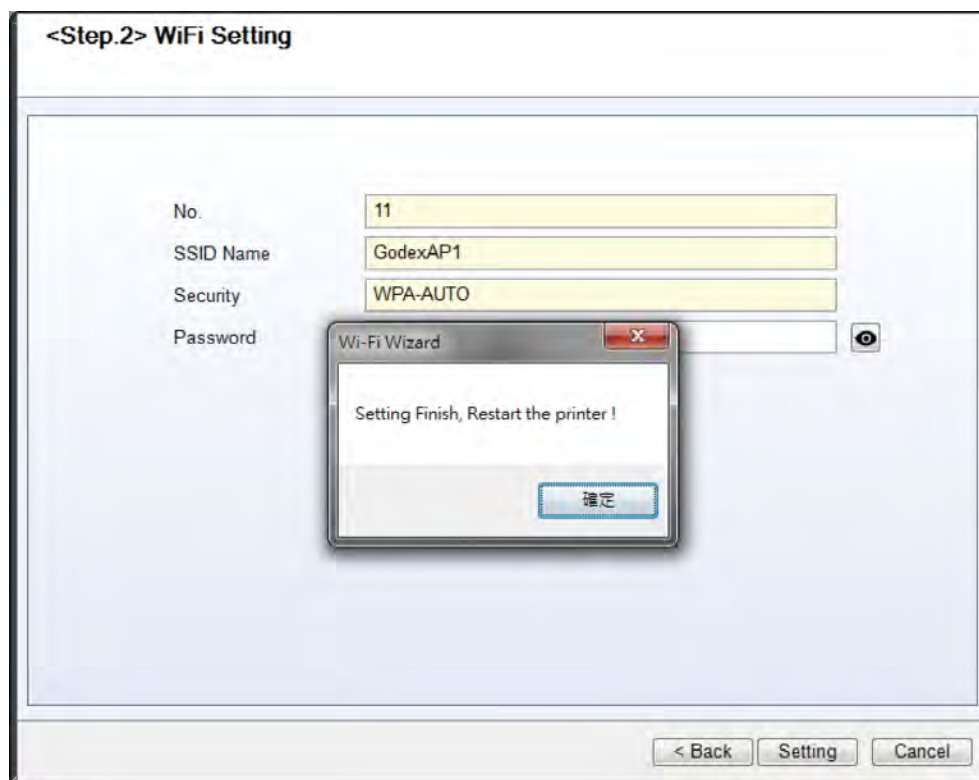 <Step.2> WiFi Setting
No. 11
SSID Name GodexAP1
Security WPA-AUTO
Password
Wi-Fi Wizard
Setting Finish, Restart the printer !
確定
< Back Setting Cancel